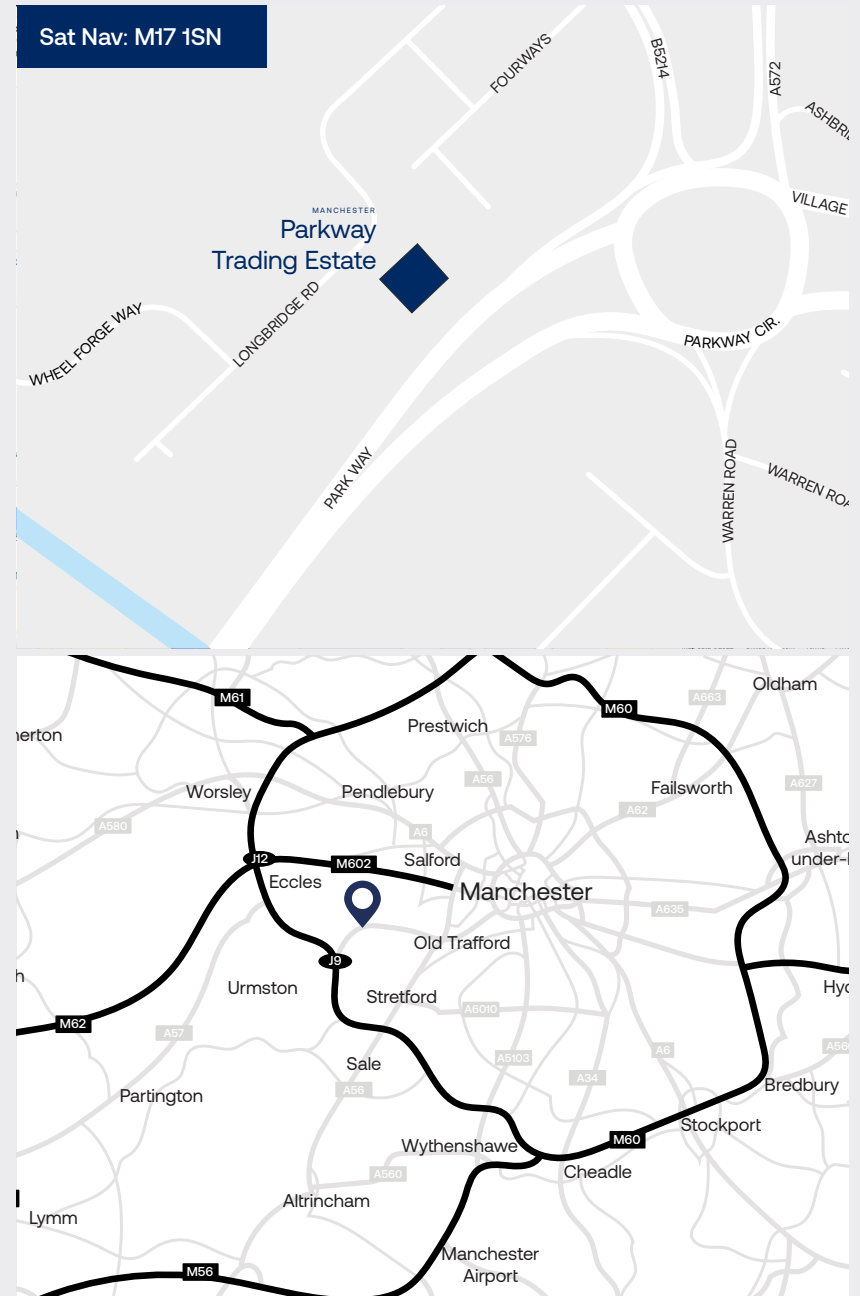 Sat Nav: M17 1SN
FOURWAYS
B5214
A572
VILLAGE
MANCHESTER
Parkway
Trading Estate
LONGBRIDGE RD
WHEEL FORGE WAY
PARKWAY CIR.
PARK WAY
WARREN ROAD
WARREN
M61
Oldham
A663
M60
Prestwich
A576
A56
Worsley
Pendlebury
Failsworth
A627
A62
A580
A6
J12
M602
Salford
Eccles
Manchester
A635
Old Trafford
J9
Urmston
Stretford
A6010
M62
A57
Sale
A5103
A6
A56
A34
Partington
Bredbury
Stockport
M60
Wythenshawe
Cheadle
A560
Altrincham
Lymm
Manchester
Airport
M56